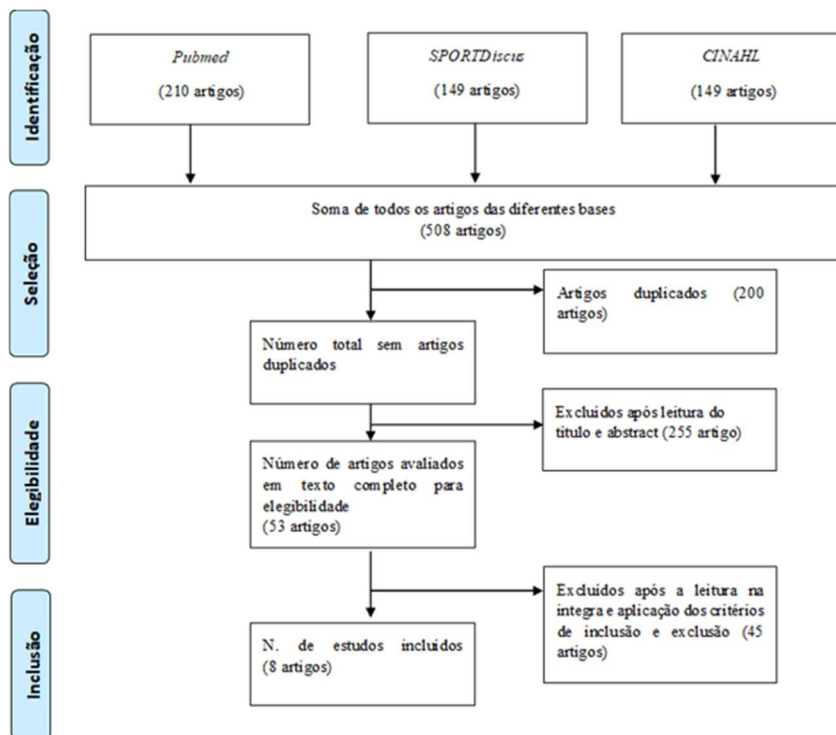 Identificação
Pubmed
(210 artigos)
SPORTDiscus
(149 artigos)
CINAHL
(149 artigos)
Seleção
Soma de todos os artigos das diferentes bases
(508 artigos)
Artigos duplicados (200
artigos)
Número total sem artigos
duplicados
Elegibilidade
Excluídos após leitura do
titulo e abstract (255 artigo)
Número de artigos avaliados
em texto completo para
elegibilidade
(53 artigos)
Inclusão
Excluídos após a leitura na
integra e aplicação dos critérios
de inclusão e exclusão (45
artigos)
N. de estudos incluídos
(8 artigos)